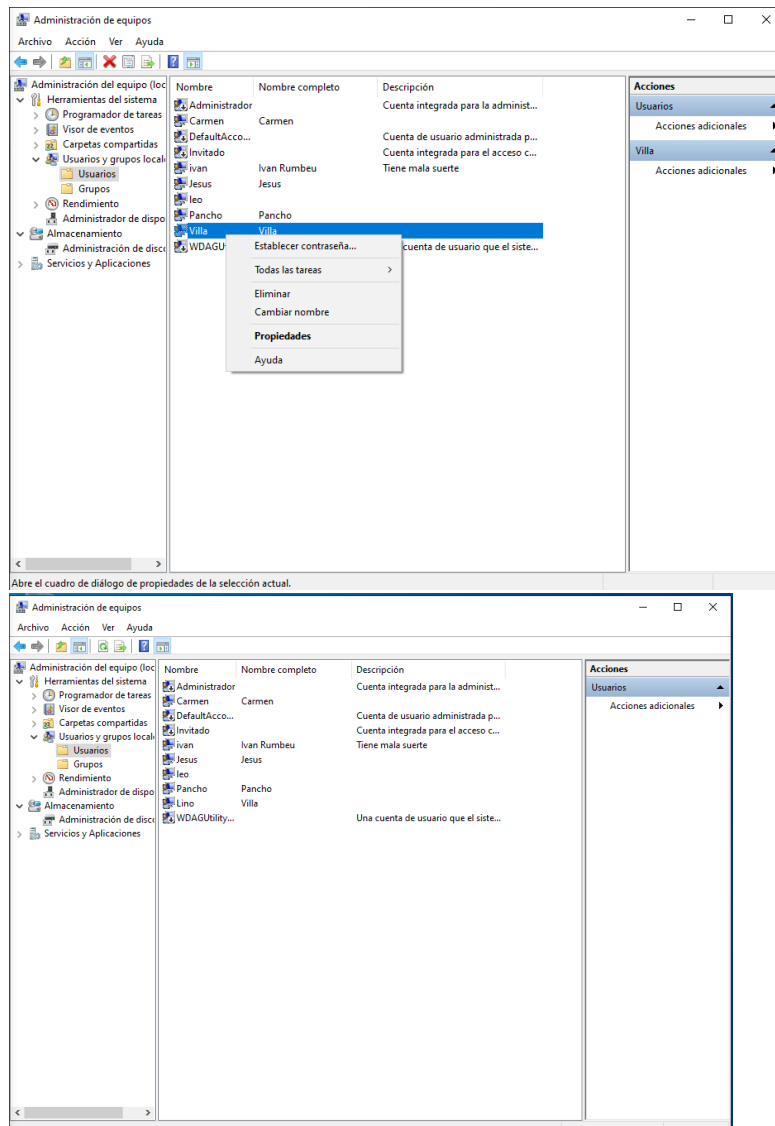 Administración de equipos
Archivo Acción Ver Ayuda
Administración del equipo (loc
Herramientas del sistema
Programador de tareas
Visor de eventos
Carpetas compartidas
Usuarios y grupos local
Usuarios
Grupos
Rendimiento
Administrador de dispo
Almacenamiento
Administración de disco
Servicios y Aplicaciones
Nombre Nombre completo Descripción
Administrador Cuenta integrada para la administ...
Carmen Carmen
DefaultAcco... Cuenta de usuario administrada p...
Invitado Cuenta integrada para el acceso c...
ivan Ivan Rumbeu Tiene mala suerte
Jesus Jesus
leo
Pancho Pancho
Villa Villa
WDAGU cuenta de usuario que el siste...
Establecer contraseña...
Todas las tareas
Eliminar
Cambiar nombre
Propiedades
Ayuda
Acciones
Usuarios
Acciones adicionales
Villa
Acciones adicionales
Abre el cuadro de diálogo de propiedades de la selección actual.
Administración de equipos
Archivo Acción Ver Ayuda
Administración del equipo (loc
Herramientas del sistema
Programador de tareas
Visor de eventos
Carpetas compartidas
Usuarios y grupos local
Usuarios
Grupos
Rendimiento
Administrador de dispo
Almacenamiento
Administración de disco
Servicios y Aplicaciones
Nombre Nombre completo Descripción
Administrador Cuenta integrada para la administ...
Carmen Carmen
DefaultAcco... Cuenta de usuario administrada p...
Invitado Cuenta integrada para el acceso c...
ivan Ivan Rumbeu Tiene mala suerte
Jesus Jesus
leo
Pancho Pancho
Lino Villa
WDAGUtility... Una cuenta de usuario que el siste...
Acciones
Usuarios
Acciones adicionales